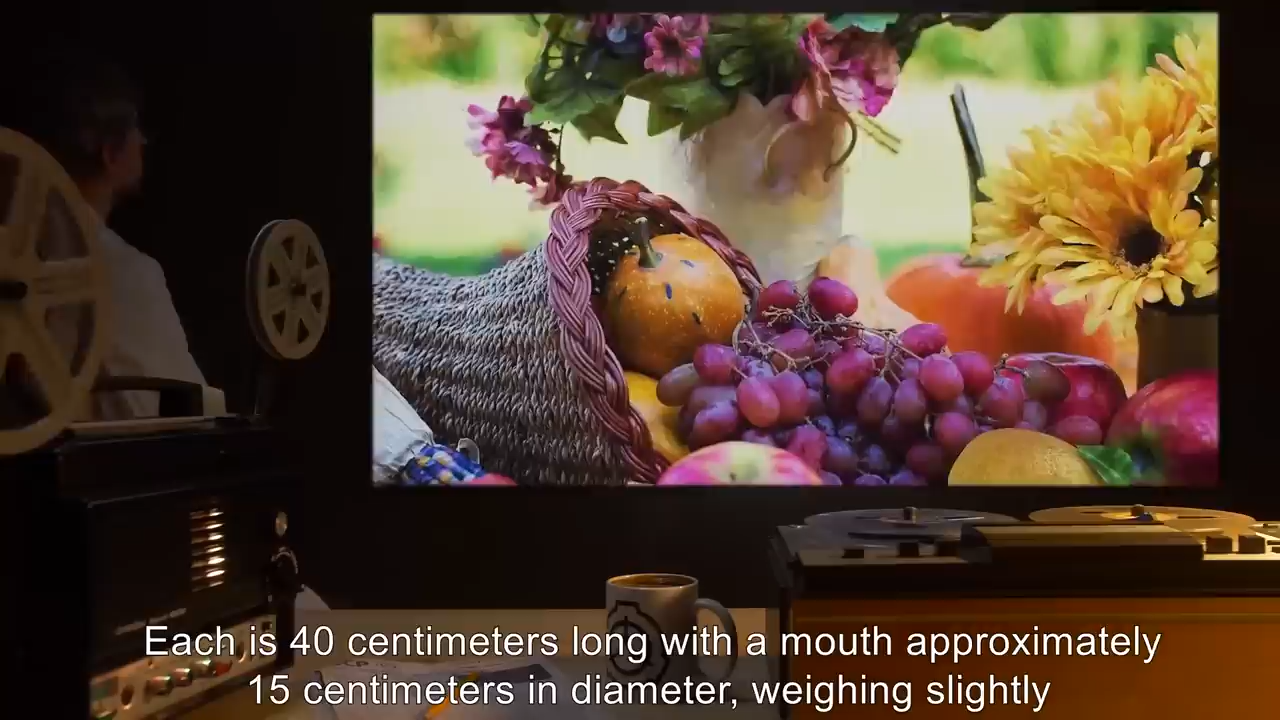 Each is 40 centimeters long with a mouth approximately
15 centimeters in diameter, weighing slightly